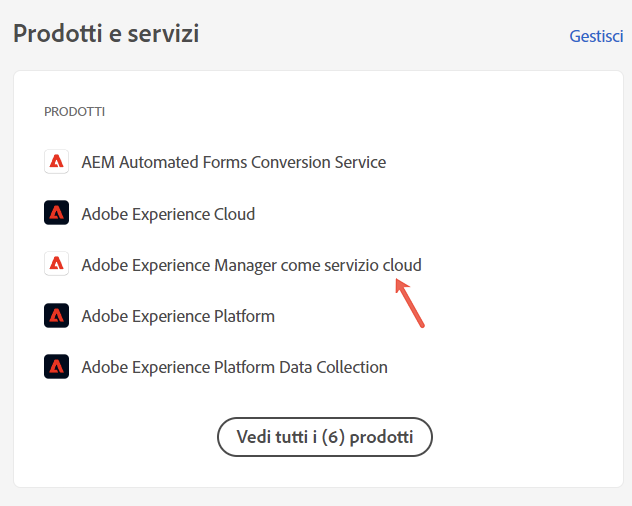 Prodotti e servizi
Gestisci
PRODOTTI
AEM Automated Forms Conversion Service
Adobe Experience Cloud
Adobe Experience Manager come servizio cloud
Adobe Experience Platform
Adobe Experience Platform Data Collection
Vedi tutti i (6) prodotti